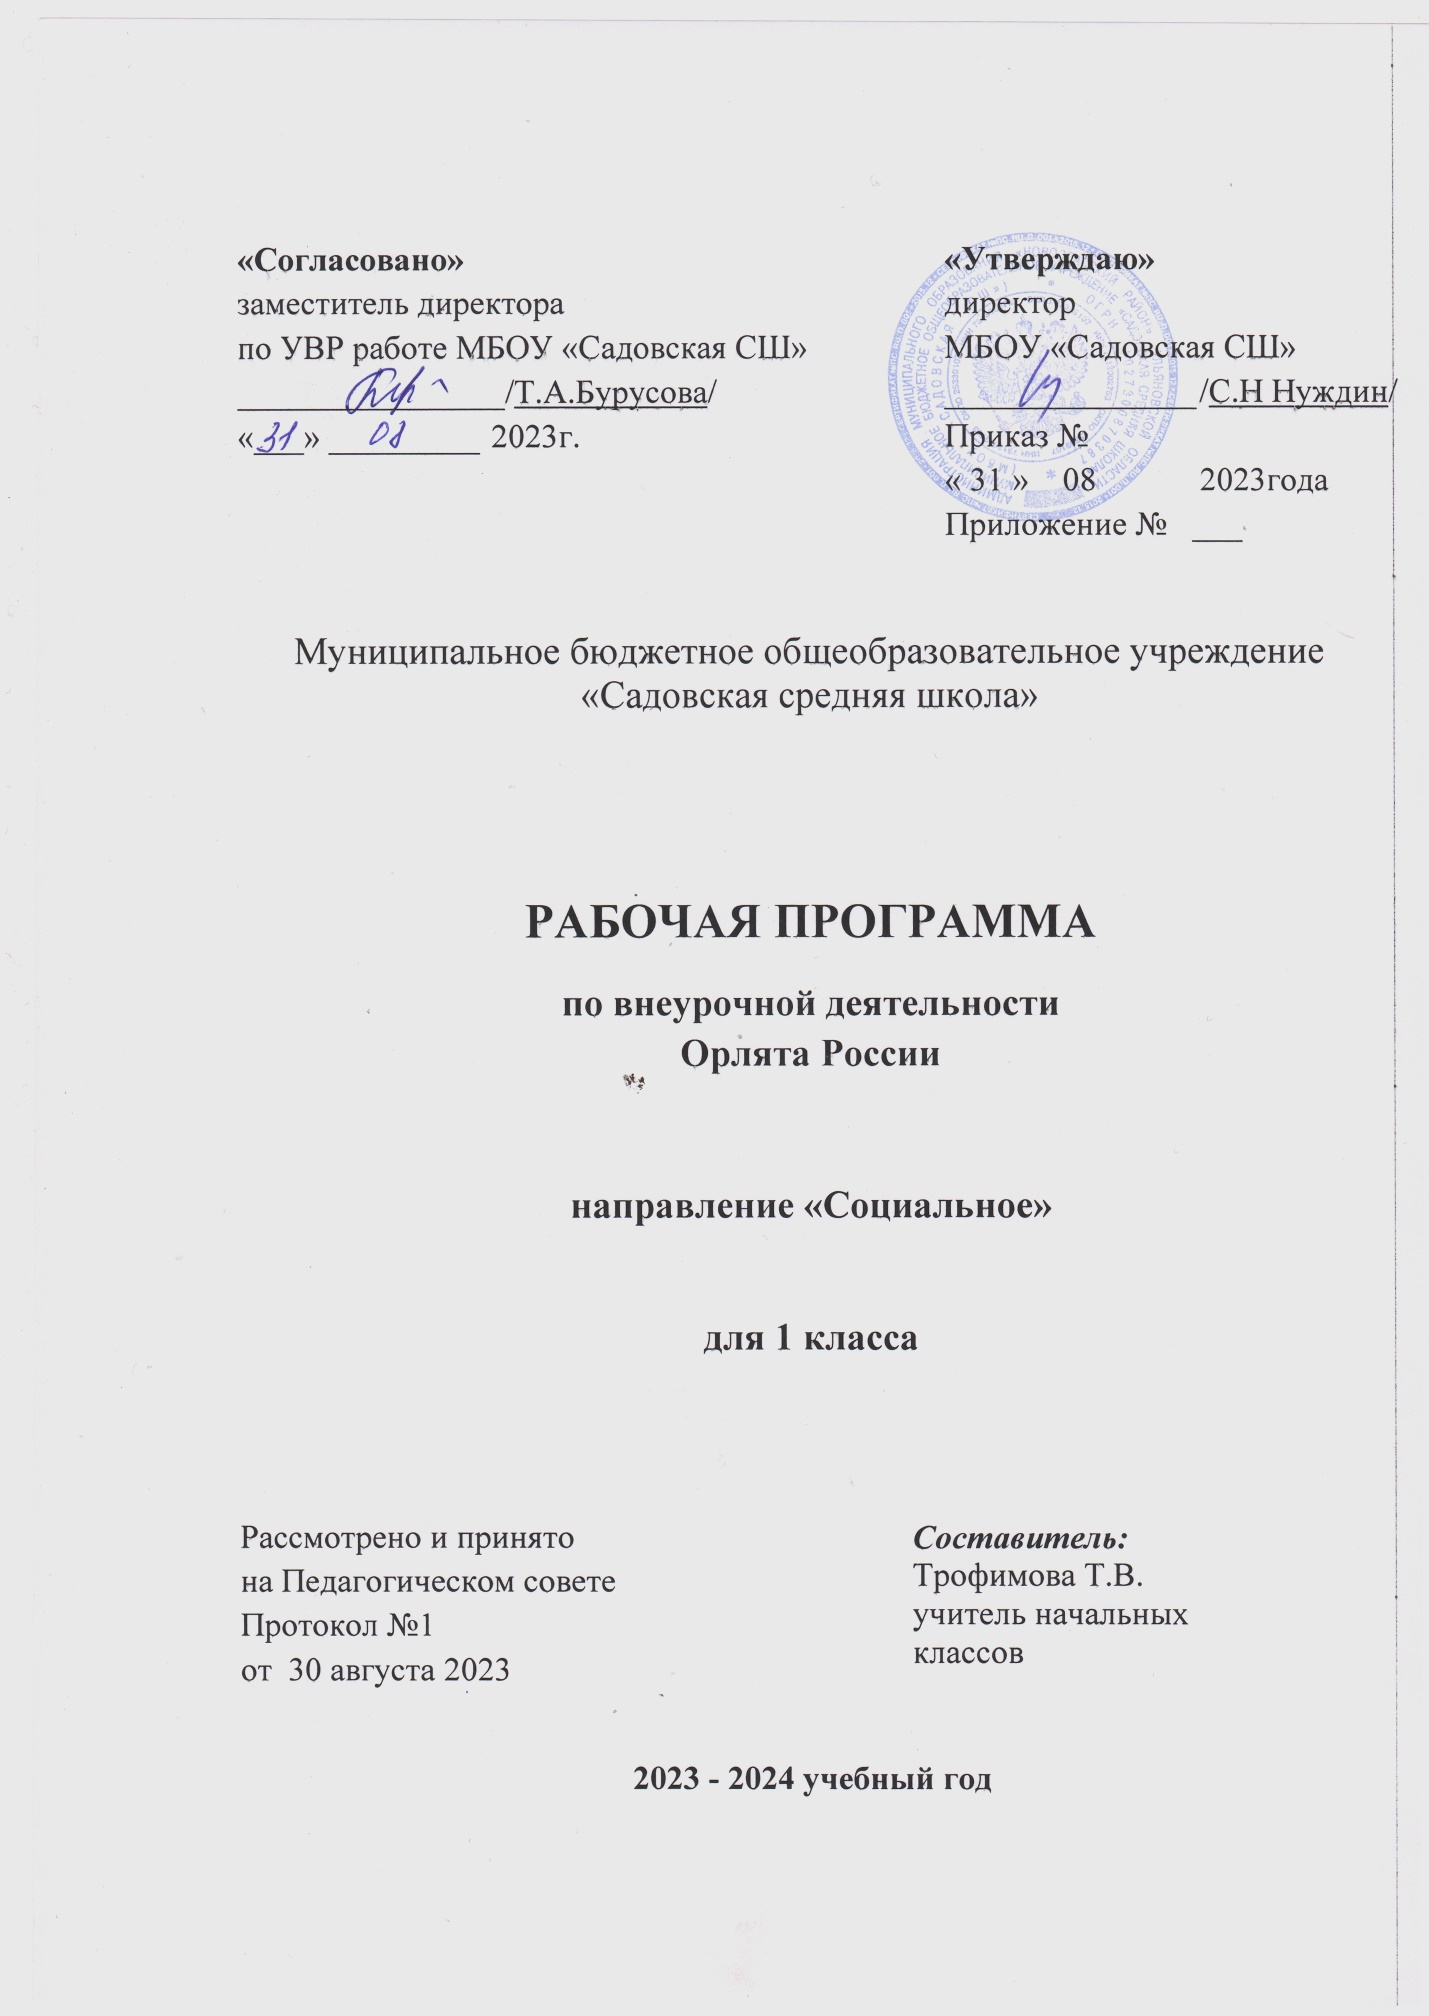 «Согласовано»
заместитель директора
по УВР работе МБОУ «Садовская СШ»
/Т.А.Бурусова/
«31» 08 2023г.
«Утверждаю»
директор
МБОУ «Садовская СШ»
/С.Н Нуждин/
Приказ №
« 31 » 08 2023года
Приложение № ___
Муниципальное бюджетное общеобразовательное учреждение
«Садовская средняя школа»
РАБОЧАЯ ПРОГРАММА
по внеурочной деятельности
Орлята России
направление «Социальное»
для 1 класса
Рассмотрено и принято
на Педагогическом совете
Протокол №1
от 30 августа 2023
Составитель:
Трофимова Т.В.
учитель начальных
классов
2023 - 2024 учебный год